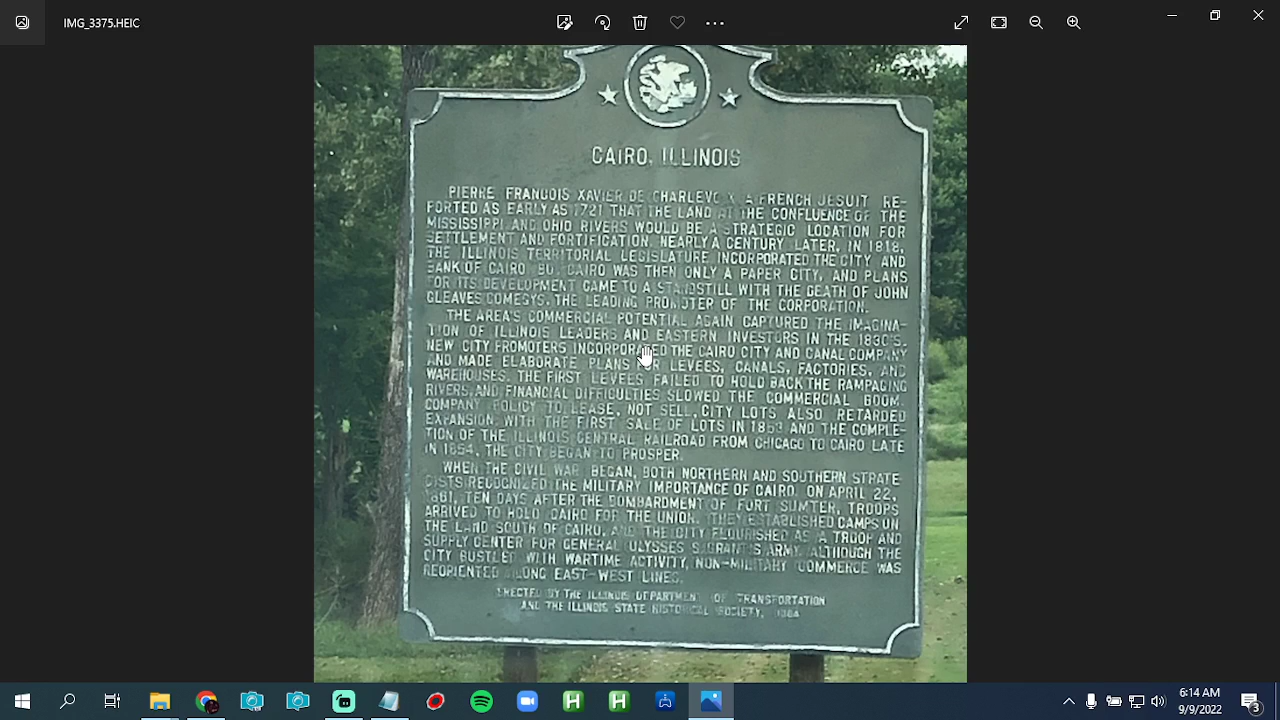 IMG_3375.HEIC
CAIRO, ILLINOIS
PIERRE FRANCOIS XAVIER DE CHARLEVOIX, A FRENCH JESUIT RE-
PORTED AS EARLY AS 1721 THAT THE LAND AT THE CONFLUENCE OF THE
MISSISSIPPI AND OHIO RIVERS WOULD BE A STRATEGIC LOCATION FOR
SETTLEMENT AND FORTIFICATION. NEARLY A CENTURY LATER, IN 1818,
THE ILLINOIS TERRITORIAL LEGISLATURE INCORPORATED THE CITY AND
BANK OF CAIRO. BUT CAIRO WAS THEN ONLY A PAPER CITY, AND PLANS
FOR ITS DEVELOPMENT CAME TO A STANDSTILL WITH THE DEATH OF JOHN
GLEAVES COMEGYS, THE LEADING PROMOTER OF THE CORPORATION.
THE AREA'S COMMERCIAL POTENTIAL AGAIN CAPTURED THE IMAGINA-
TION OF ILLINOIS LEADERS AND EASTERN INVESTORS IN THE 1830'S.
NEW CITY PROMOTERS INCORPORATED THE CAIRO CITY AND CANAL COMPANY
AND MADE ELABORATE PLANS FOR LEVEES, CANALS, FACTORIES, AND
WAREHOUSES. THE FIRST LEVEES FAILED TO HOLD BACK THE RAMPAGING
RIVERS, AND FINANCIAL DIFFICULTIES SLOWED THE COMMERCIAL BOOM.
COMPANY POLICY TO LEASE, NOT SELL, CITY LOTS ALSO RETARDED
EXPANSION. WITH THE FIRST SALE OF LOTS IN 1853 AND THE COMPLE-
TION OF THE ILLINOIS CENTRAL RAILROAD FROM CHICAGO TO CAIRO LATE
IN 1854, THE CITY BEGAN TO PROSPER.
WHEN THE CIVIL WAR BEGAN, BOTH NORTHERN AND SOUTHERN STRATE
GISTS RECOGNIZED THE MILITARY IMPORTANCE OF CAIRO. ON APRIL 22,
1861, TEN DAYS AFTER THE BOMBARDMENT OF FORT SUMTER, TROOPS
ARRIVED TO HOLD CAIRO FOR THE UNION. THEY ESTABLISHED CAMPS ON
THE LAND SOUTH OF CAIRO, AND THE CITY FLOURISHED AS A TROOP AND
SUPPLY CENTER FOR GENERAL ULYSSES S. GRANT'S ARMY. ALTHOUGH THE
CITY BUSTLED WITH WARTIME ACTIVITY, NON-MILITARY COMMERCE WAS
REORIENTED ALONG EAST-WEST LINES.
ERECTED BY THE ILLINOIS DEPARTMENT OF TRANSPORTATION
AND THE ILLINOIS STATE HISTORICAL SOCIETY, 1984
6:14 AM
9/9/2022
3